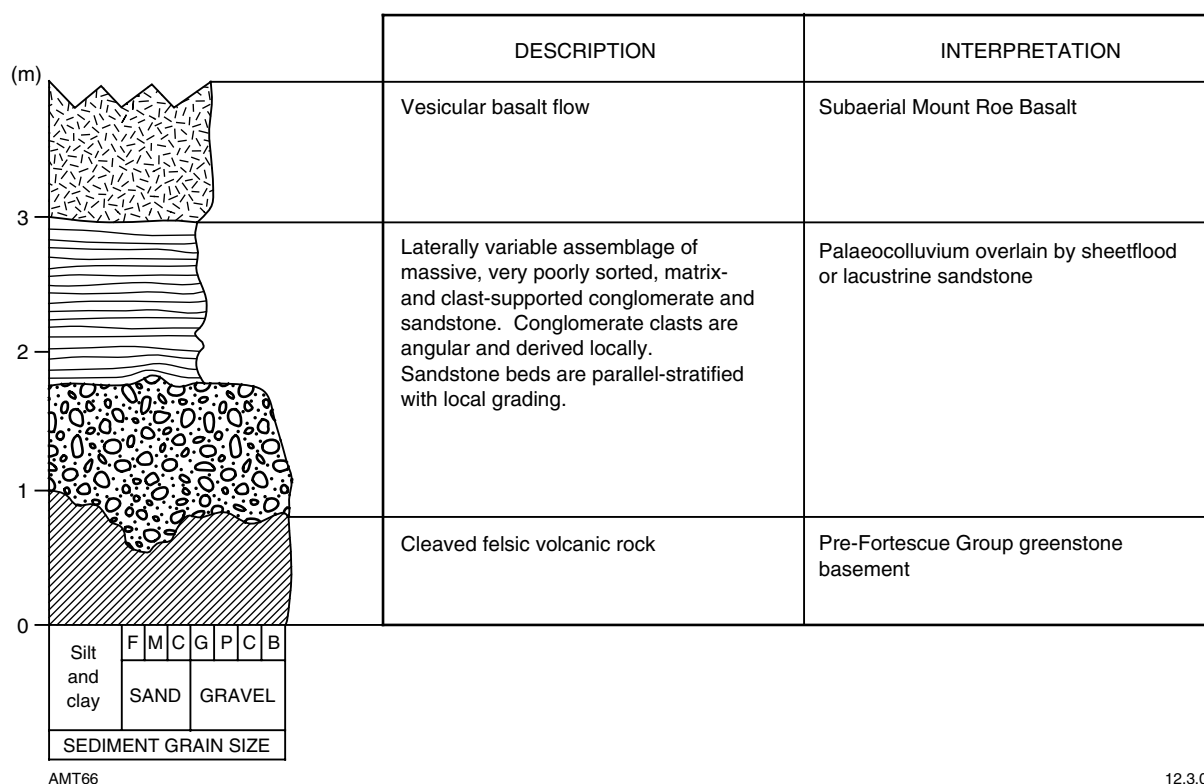 DESCRIPTION
INTERPRETATION
(m)
Vesicular basalt flow
Subaerial Mount Roe Basalt
3
Laterally variable assemblage of
massive, very poorly sorted, matrix-
and clast-supported conglomerate and
sandstone. Conglomerate clasts are
angular and derived locally.
Sandstone beds are parallel-stratified
with local grading.
Palaeocolluvium overlain by sheetflood
or lacustrine sandstone
2
1
Cleaved felsic volcanic rock
Pre-Fortescue Group greenstone
basement
0
Silt
and
clay
F M C G P C B
SAND GRAVEL
SEDIMENT GRAIN SIZE
AMT66
12.3.0